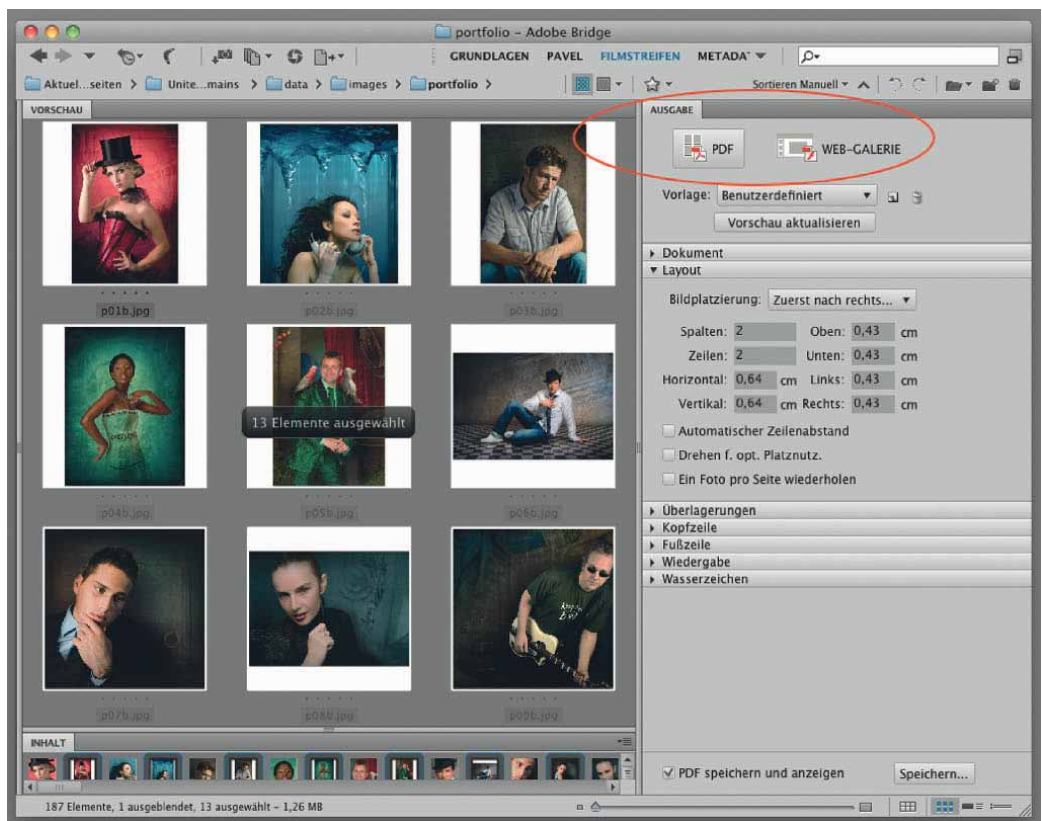 portfolio – Adobe Bridge
GRUNDLAGEN PAVEL FILMSTREIFEN METADA
Aktuel...seiten > Unite...mains > data > images > portfolio >
Sortieren Manuell
VORSCHAU
p01b.jpg p02b.jpg p03b.jpg
p04b.jpg p05b.jpg p06b.jpg
13 Elemente ausgewählt
p07b.jpg p08b.jpg p09b.jpg
INHALT
AUSGABE
PDF WEB-GALERIE
Vorlage: Benutzerdefiniert
Vorschau aktualisieren
Dokument
Layout
Bildplatzierung: Zuerst nach rechts...
Spalten: 2 Oben: 0,43 cm
Zeilen: 2 Unten: 0,43 cm
Horizontal: 0,64 cm Links: 0,43 cm
Vertikal: 0,64 cm Rechts: 0,43 cm
Automatischer Zeilenabstand
Drehen f. opt. Platznutz.
Ein Foto pro Seite wiederholen
Überlagerungen
Kopfzeile
Fußzeile
Wiedergabe
Wasserzeichen
PDF speichern und anzeigen Speichern...
187 Elemente, 1 ausgeblendet, 13 ausgewählt – 1,26 MB